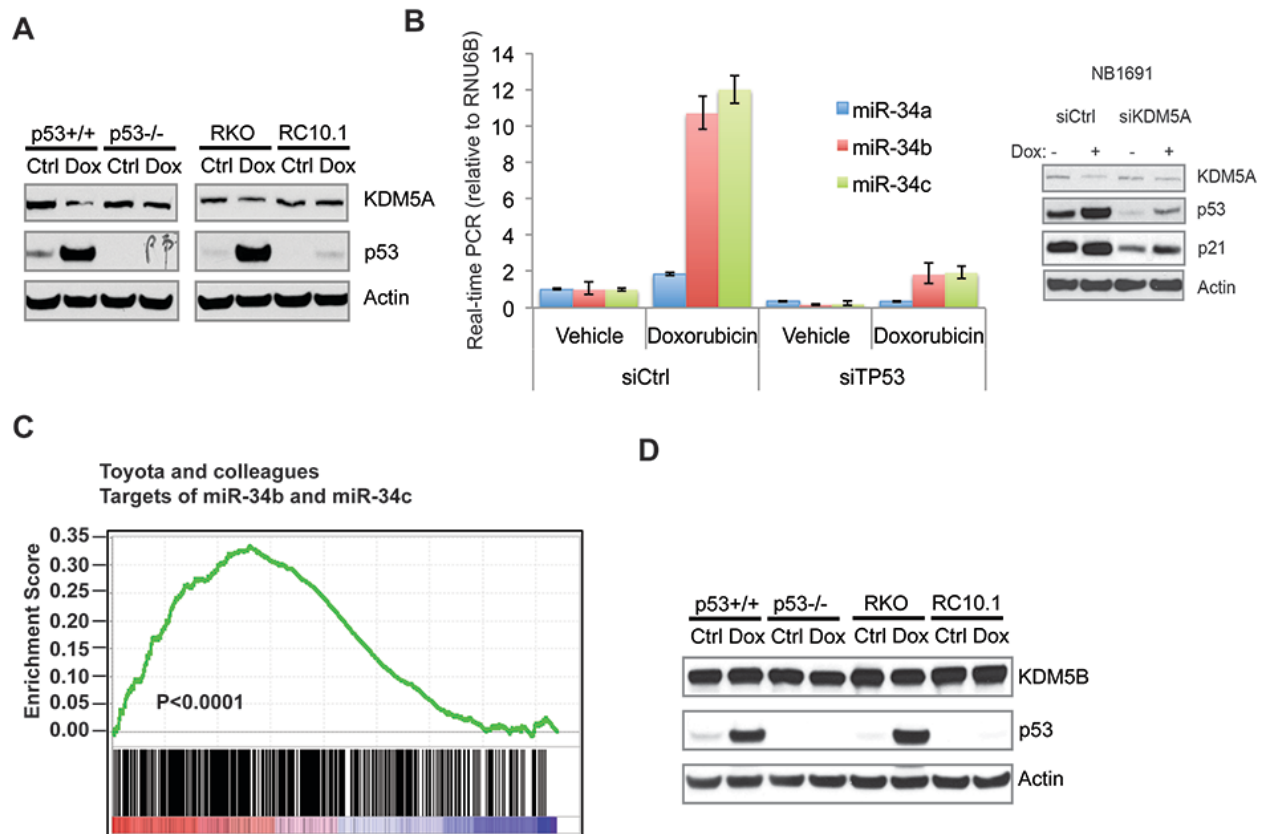 A
p53+/+ p53-/- RKO RC10.1
Ctrl Dox Ctrl Dox Ctrl Dox Ctrl Dox
KDM5A
p53
Actin
B
Real-time PCR (relative to RNU6B)
14
12
10
8
6
4
2
0
miR-34a
miR-34b
miR-34c
Vehicle Doxorubicin Vehicle Doxorubicin
siCtrl siTP53
NB1691
siCtrl siKDM5A
Dox: - + - +
KDM5A
p53
p21
Actin
C
Toyota and colleagues
Targets of miR-34b and miR-34c
Enrichment Score
0.35
0.30
0.25
0.20
0.15
0.10
0.05
0.00
P<0.0001
D
p53+/+ p53-/- RKO RC10.1
Ctrl Dox Ctrl Dox Ctrl Dox Ctrl Dox
KDM5B
p53
Actin